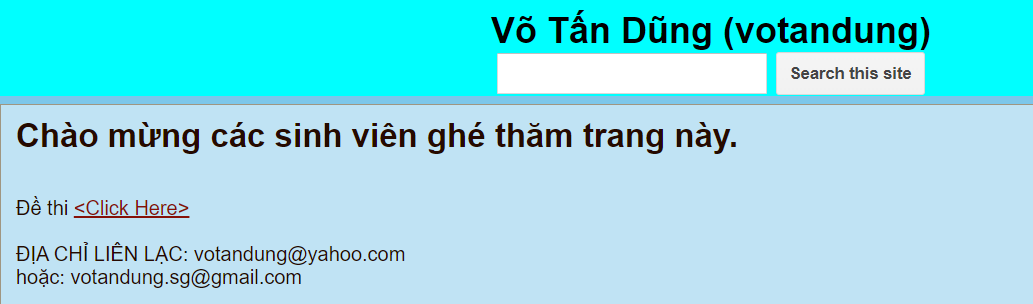 Võ Tấn Dũng (votandung)
Search this site
Chào mừng các sinh viên ghé thăm trang này.
Đề thi <Click Here>
ĐỊA CHỈ LIÊN LẠC: votandung@yahoo.com
hoặc: votandung.sg@gmail.com